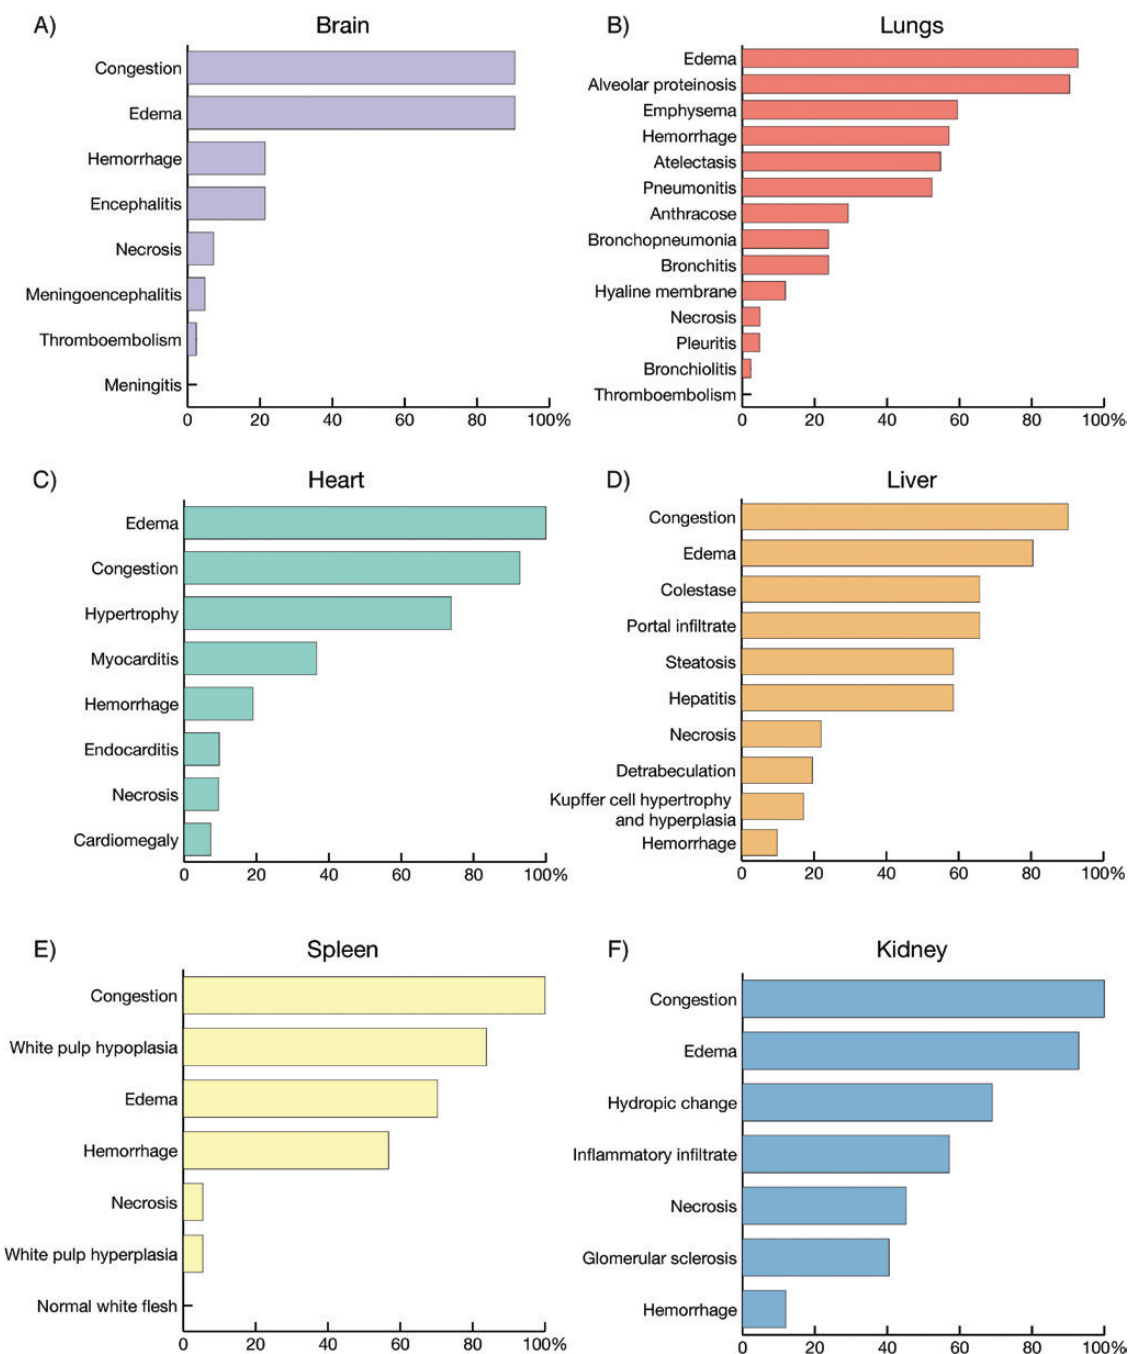 A) Brain
Congestion
Edema
Hemorrhage
Encephalitis
Necrosis
Meningoencephalitis
Thromboembolism
Meningitis
0 20 40 60 80 100%
B) Lungs
Edema
Alveolar proteinosis
Emphysema
Hemorrhage
Atelectasis
Pneumonitis
Anthracose
Bronchopneumonia
Bronchitis
Hyaline membrane
Necrosis
Pleuritis
Bronchiolitis
Thromboembolism
0 20 40 60 80 100%
C) Heart
Edema
Congestion
Hypertrophy
Myocarditis
Hemorrhage
Endocarditis
Necrosis
Cardiomegaly
0 20 40 60 80 100%
D) Liver
Congestion
Edema
Colestase
Portal infiltrate
Steatosis
Hepatitis
Necrosis
Detrabeculation
Kupffer cell hypertrophy
and hyperplasia
Hemorrhage
0 20 40 60 80 100%
E) Spleen
Congestion
White pulp hypoplasia
Edema
Hemorrhage
Necrosis
White pulp hyperplasia
Normal white flesh
0 20 40 60 80 100%
F) Kidney
Congestion
Edema
Hydropic change
Inflammatory infiltrate
Necrosis
Glomerular sclerosis
Hemorrhage
0 20 40 60 80 100%